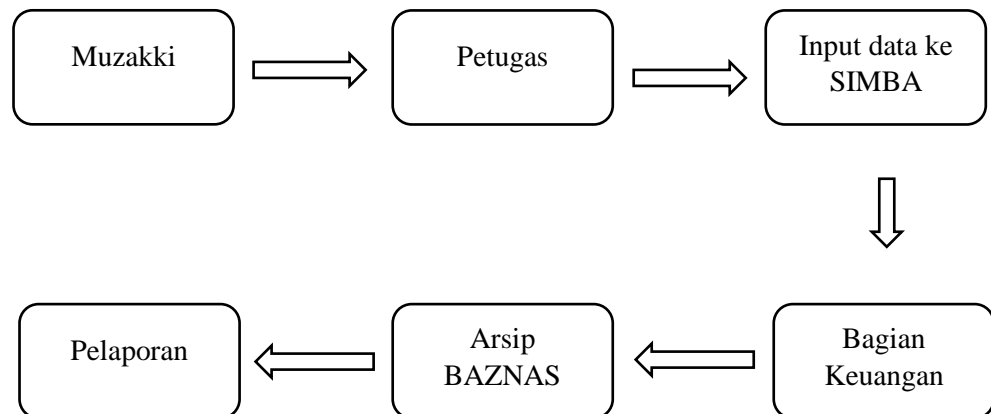 Muzakki
Petugas
Input data ke
SIMBA
Pelaporan
Arsip
BAZNAS
Bagian
Keuangan